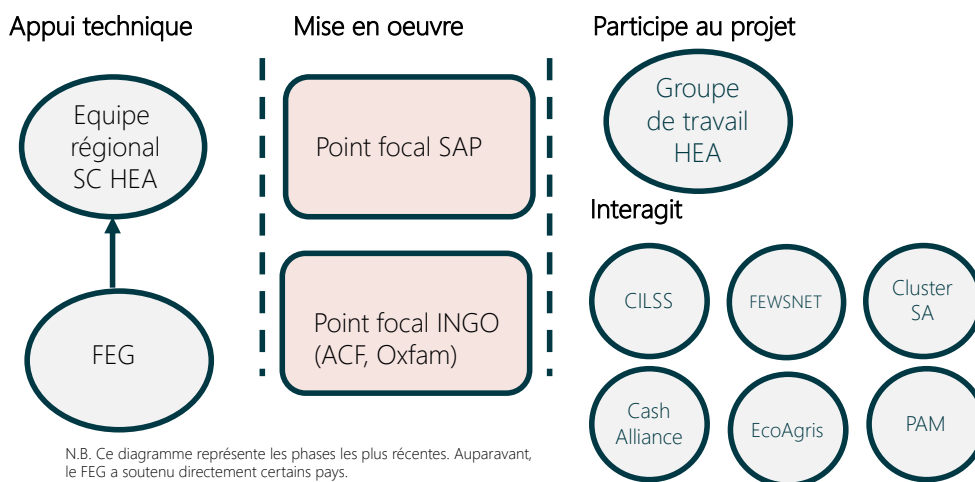 Appui technique
Mise en oeuvre
Participe au projet
Equipe
régional
SC HEA
Point focal SAP
Groupe
de travail
HEA
Interagit
FEG
Point focal INGO
(ACF, Oxfam)
CILSS
FEWSNET
Cluster
SA
Cash
Alliance
EcoAgris
PAM
N.B. Ce diagramme représente les phases les plus récentes. Auparavant,
le FEG a soutenu directement certains pays.